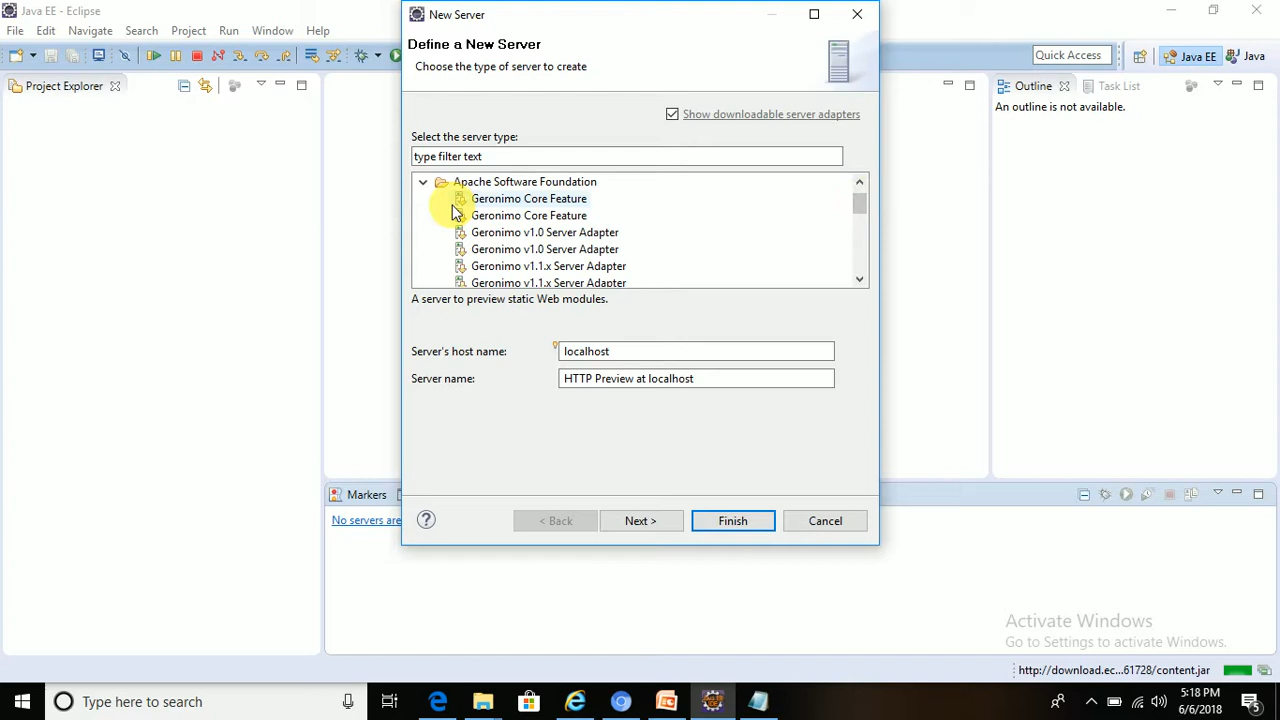 Java EE - Eclipse
New Server
File Edit Navigate Search Project Run Window Help
Define a New Server
Choose the type of server to create
Quick Access
Java EE
Java
Project Explorer
Outline
Task List
An outline is not available.
Show downloadable server adapters
Select the server type:
type filter text
Apache Software Foundation
Geronimo Core Feature
Geronimo Core Feature
Geronimo v1.0 Server Adapter
Geronimo v1.0 Server Adapter
Geronimo v1.1.x Server Adapter
Geronimo v1.1.x Server Adapter
A server to preview static Web modules.
Server's host name:
localhost
Server name:
HTTP Preview at localhost
Markers
No servers are
< Back
Next >
Finish
Cancel
Activate Windows
Go to Settings to activate Windows.
http://download.ec...61728/content.jar
Type here to search
5:18 PM
6/6/2018
5